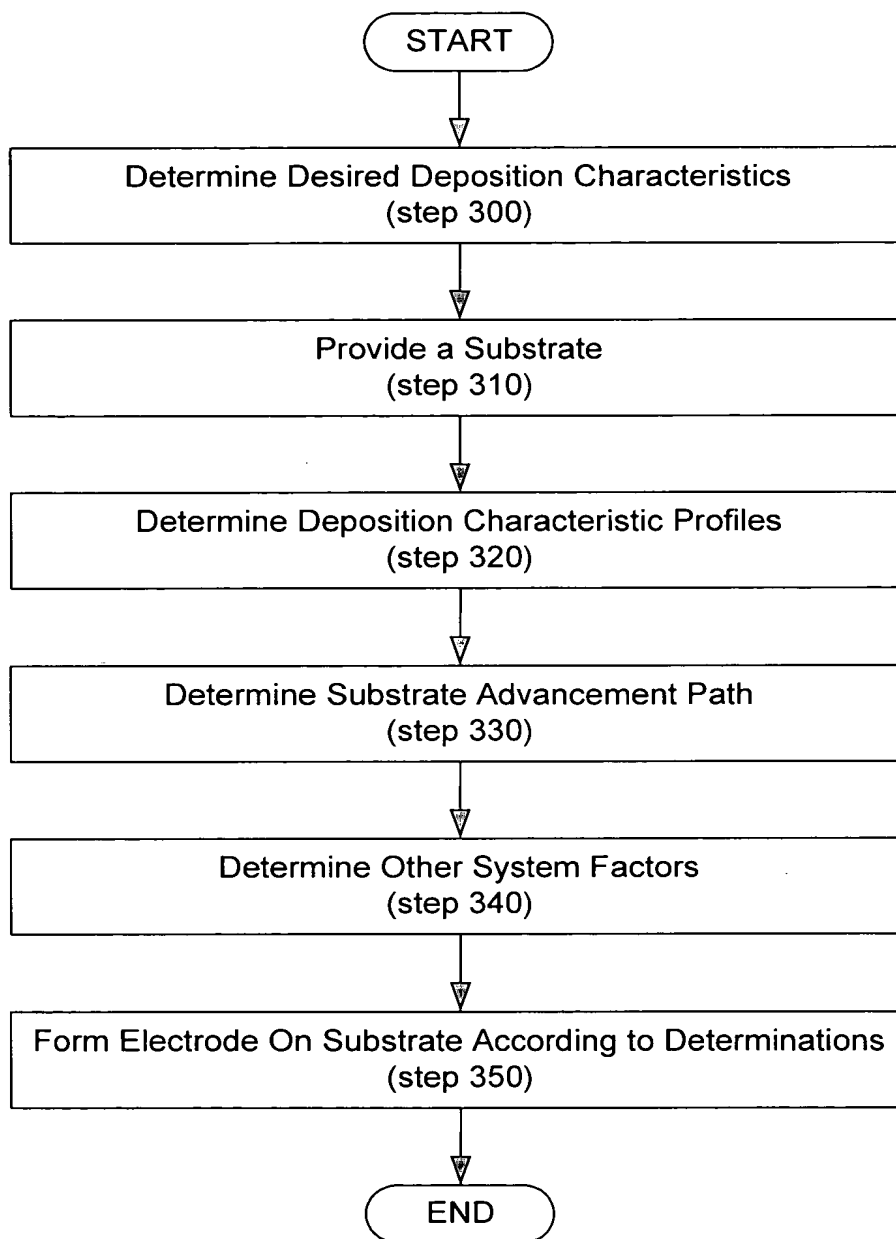 START
Determine Desired Deposition Characteristics
(step 300)
Provide a Substrate
(step 310)
Determine Deposition Characteristic Profiles
(step 320)
Determine Substrate Advancement Path
(step 330)
Determine Other System Factors
(step 340)
Form Electrode On Substrate According to Determinations
(step 350)
END